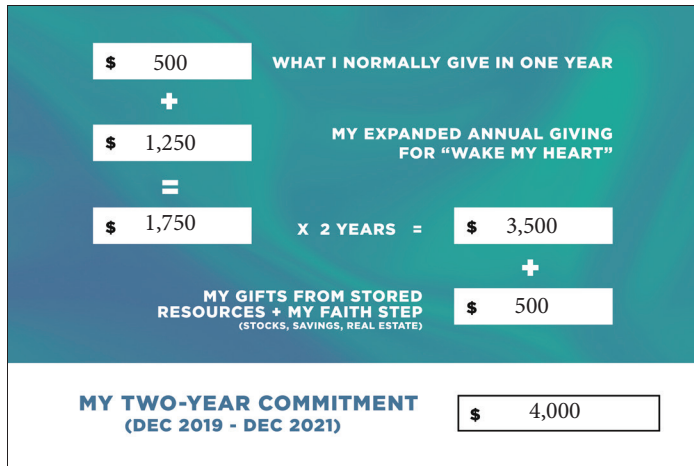 $ 500 WHAT I NORMALLY GIVE IN ONE YEAR
+
$ 1,250 MY EXPANDED ANNUAL GIVING
FOR “WAKE MY HEART”
=
$ 1,750 X 2 YEARS = $ 3,500
+
MY GIFTS FROM STORED
RESOURCES + MY FAITH STEP $ 500
(STOCKS, SAVINGS, REAL ESTATE)
MY TWO-YEAR COMMITMENT $ 4,000
(DEC 2019 - DEC 2021)